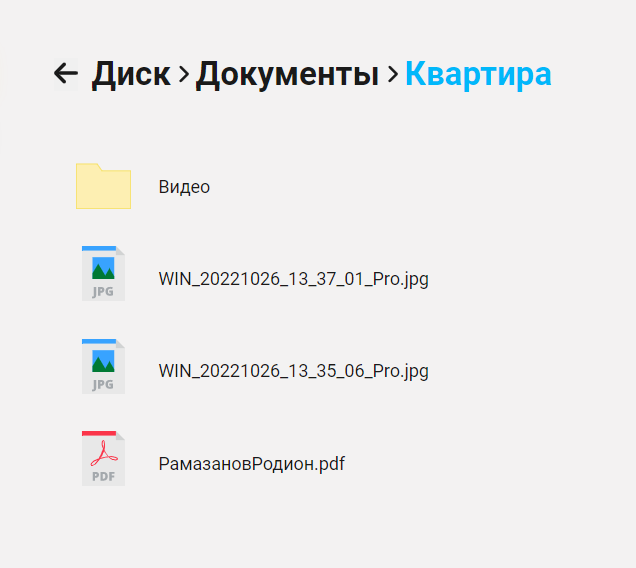 Диск > Документы > Квартира
Видео
JPG
WIN_20221026_13_37_01_Pro.jpg
JPG
WIN_20221026_13_35_06_Pro.jpg
PDF
РамазановРодион.pdf